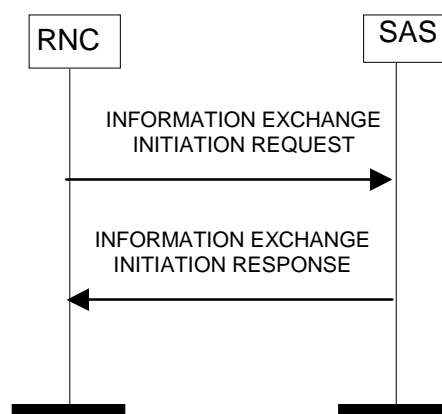 RNC
SAS
INFORMATION EXCHANGE
INITIATION REQUEST
INFORMATION EXCHANGE
INITIATION RESPONSE